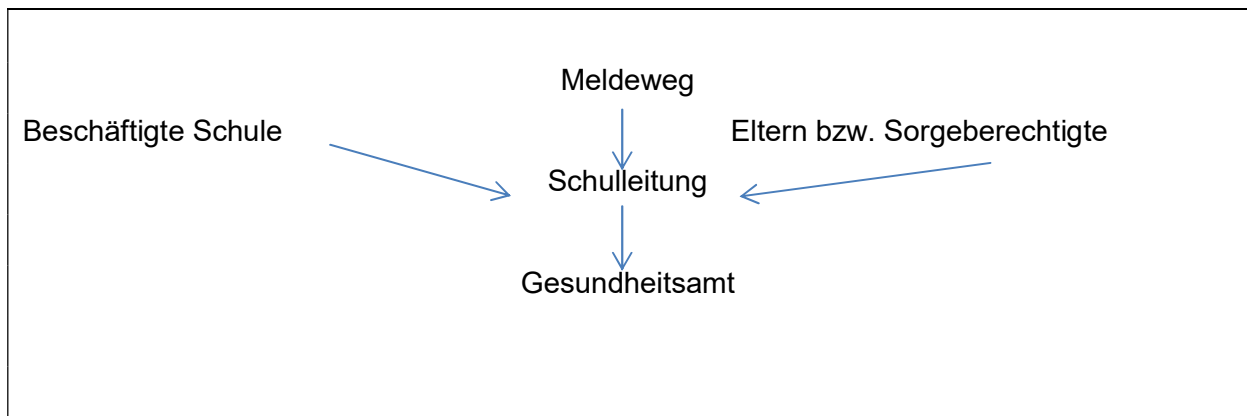 Meldeweg
Beschäftigte Schule
Eltern bzw. Sorgeberechtigte
Schulleitung
Gesundheitsamt